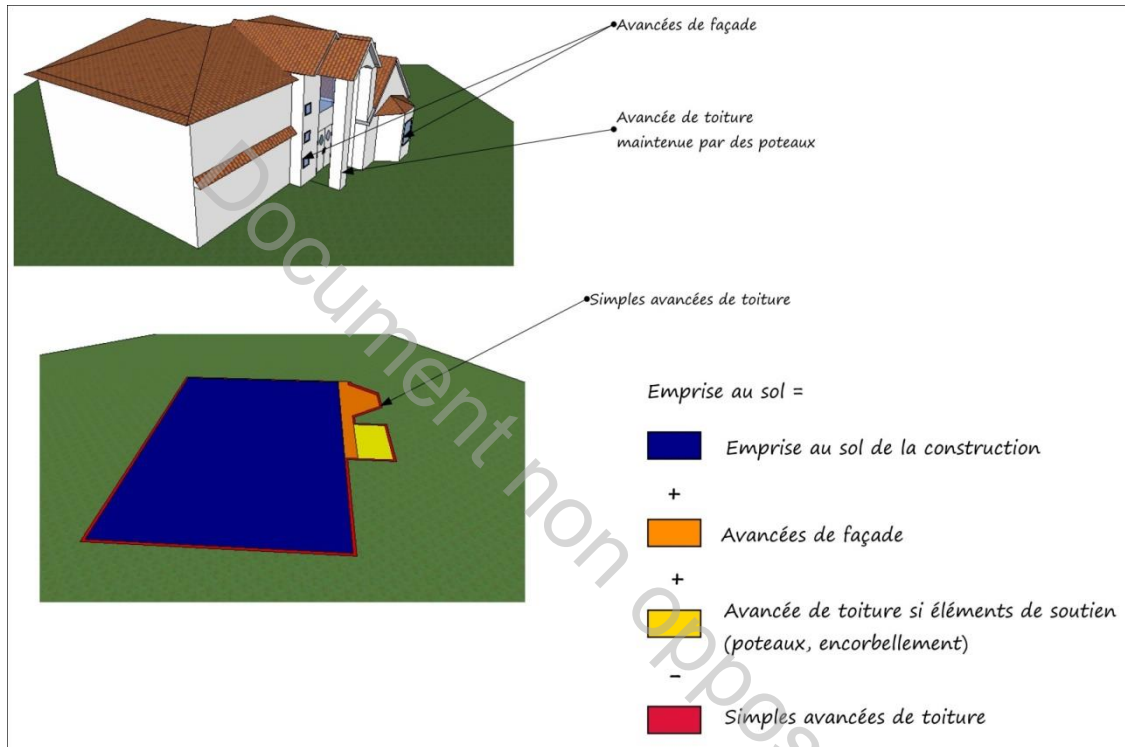 Avancées de façade
Avancée de toiture
maintenue par des poteaux
Simples avancées de toiture
Emprise au sol =
Emprise au sol de la construction
+
Avancées de façade
+
Avancée de toiture si éléments de soutien
(poteaux, encorbellement)
-
Simples avancées de toiture
Document non oppos